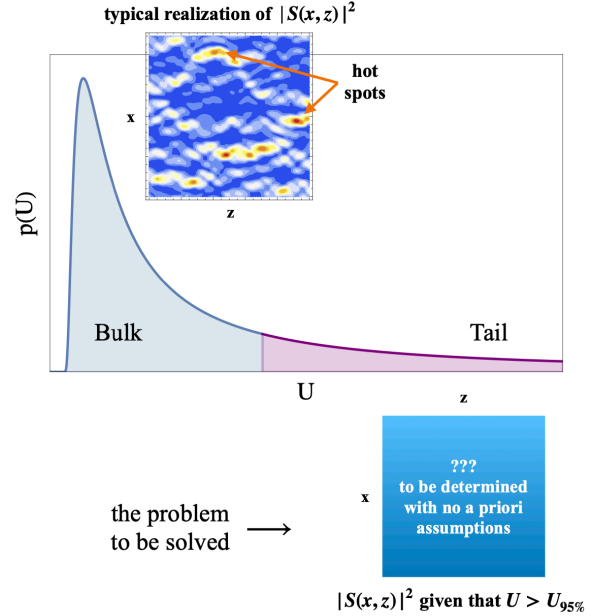 typical realization of |S(x, z)|²
hot
spots
x
z
p(U)
Bulk
Tail
U
z
???
to be determined
with no a priori
assumptions
x
the problem
to be solved
|S(x, z)|² given that U > U₉₅%